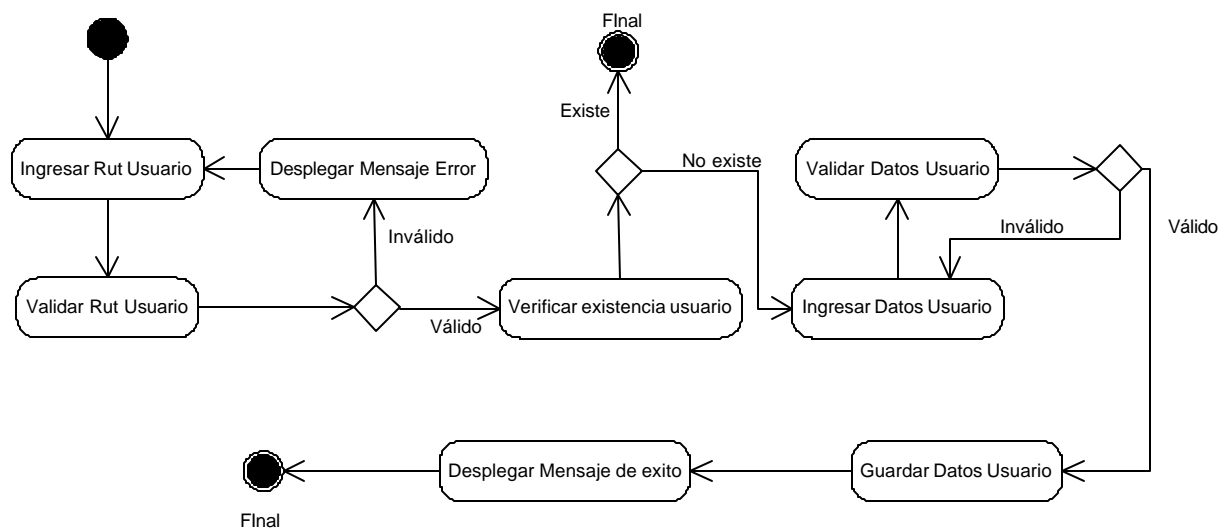 FInal
Existe
Ingresar Rut Usuario
Desplegar Mensaje Error
No existe
Validar Datos Usuario
Inválido
Inválido
Válido
Validar Rut Usuario
Válido
Verificar existencia usuario
Ingresar Datos Usuario
Desplegar Mensaje de exito
Guardar Datos Usuario
FInal